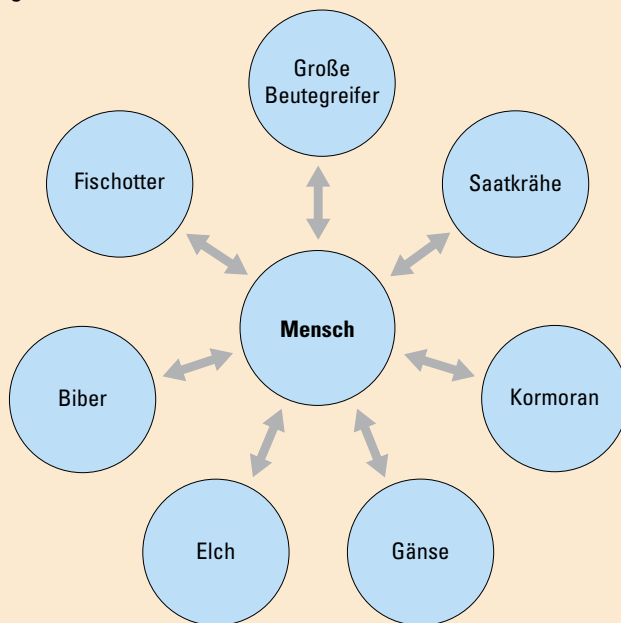 Große
Beutegreifer
Fischotter
Saatkrähe
Mensch
Biber
Kormoran
Elch
Gänse